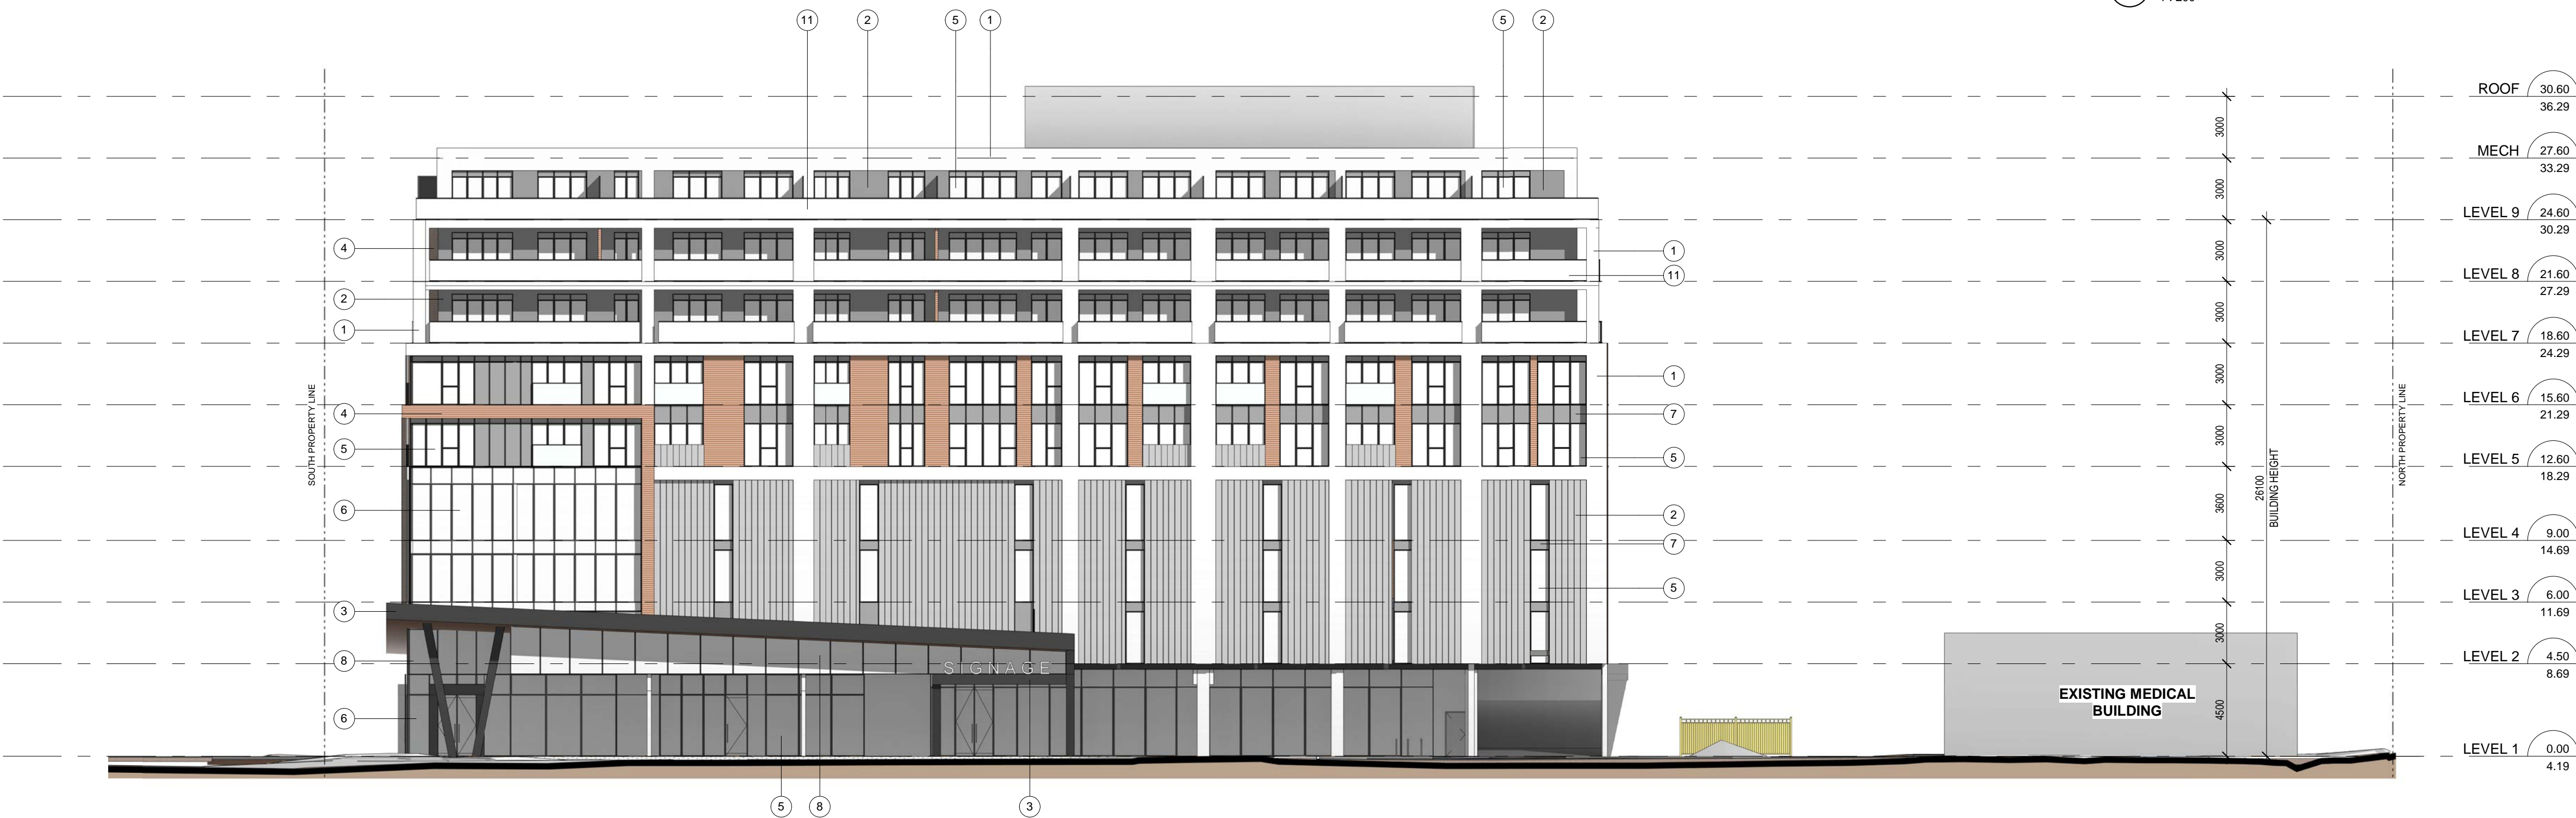 11
2
5
1
5
2
ROOF 30.60
36.29
3000
MECH 27.60
33.29
3000
LEVEL 9 24.60
30.29
4
1
3000
11
LEVEL 8 21.60
27.29
2
3000
1
LEVEL 7 18.60
24.29
1
3000
SOUTH PROPERTY LINE
NORTH PROPERTY LINE
LEVEL 6 15.60
21.29
4
7
3000
5
5
LEVEL 5 12.60
18.29
26100
BUILDING HEIGHT
6
2
3600
LEVEL 4 9.00
14.69
7
5
3000
LEVEL 3 6.00
11.69
3
3000
8
SIGNAGE
LEVEL 2 4.50
8.69
EXISTING MEDICAL
BUILDING
6
4500
LEVEL 1 0.00
4.19
5
8
3